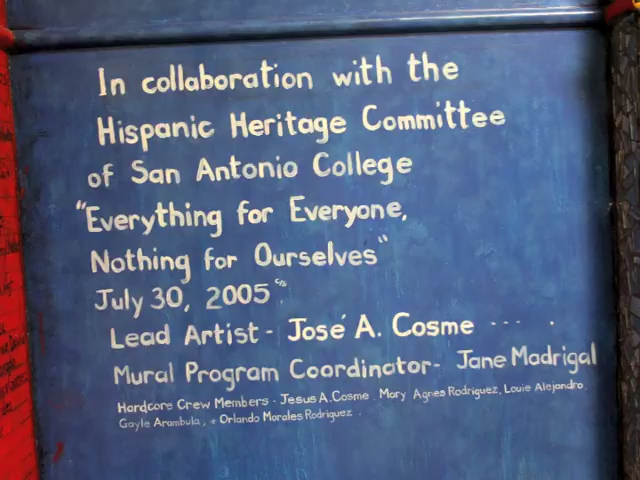 In collaboration with the
Hispanic Heritage Committee
of San Antonio College
"Everything for Everyone,
Nothing for Ourselves"
July 30, 2005
Lead Artist - José A. Cosme
Mural Program Coordinator - Jane Madrigal
Hardcore Crew Members - Jesus A. Cosme, Mary Agnes Rodriguez, Louie Alejandro,
Gayle Arambula, & Orlando Morales Rodriquez